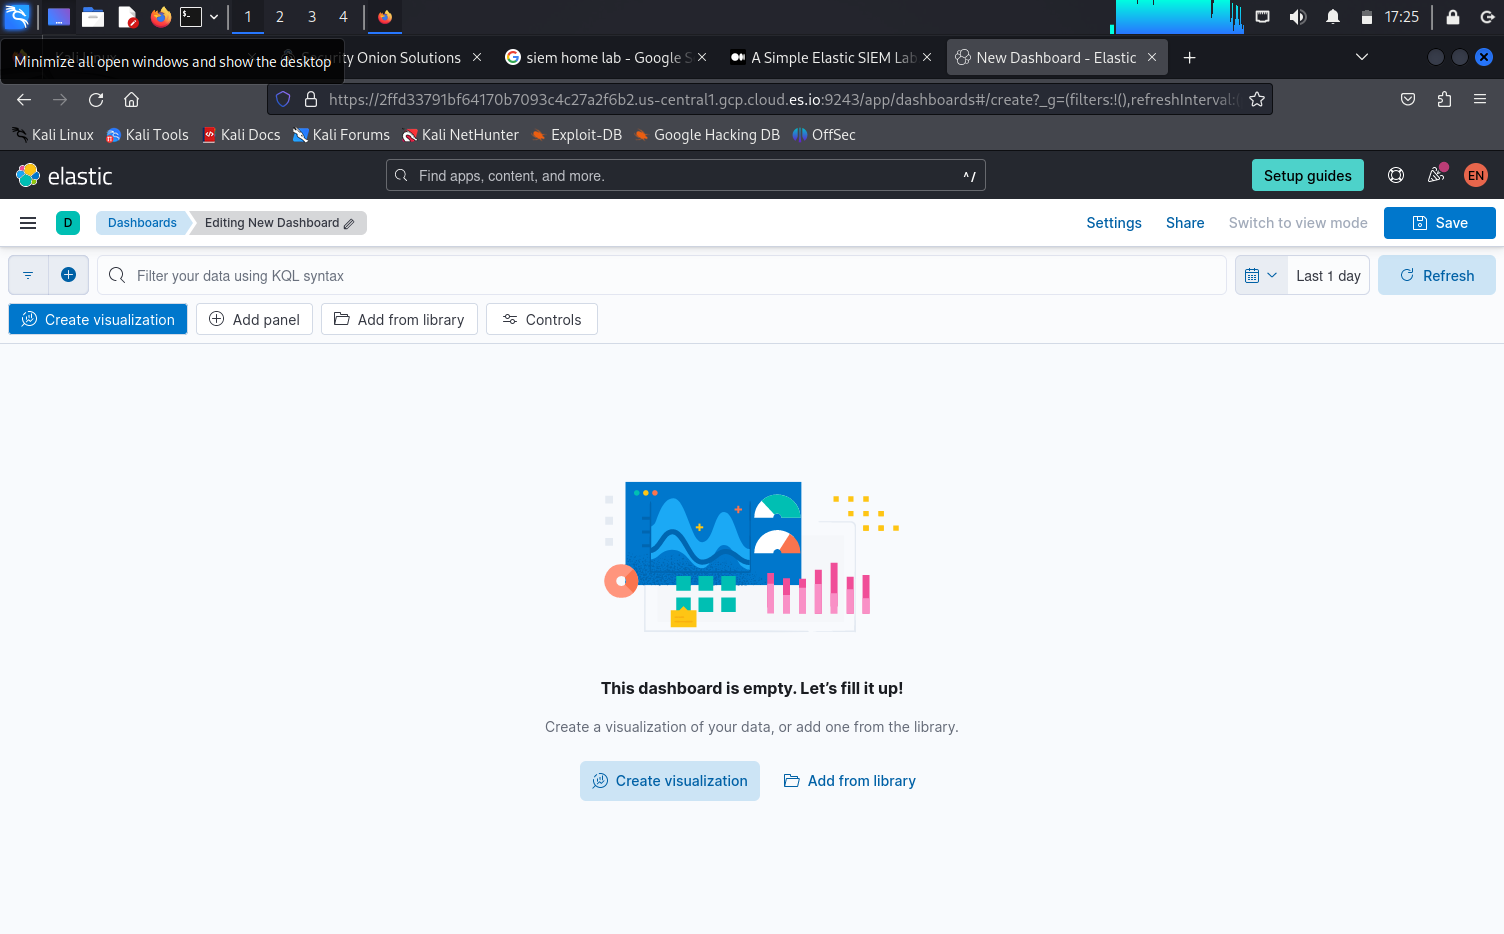 1 2 3 4 17:25
Minimize all open windows and show the desktop
ity Onion Solutions
siem home lab - Google S
A Simple Elastic SIEM Lab
New Dashboard - Elastic
https://2ffd33791bf64170b7093c4c27a2f6b2.us-central1.gcp.cloud.es.io:9243/app/dashboards#/create?_g=(filters:!(),refreshInterval:(
Kali Linux Kali Tools Kali Docs Kali Forums Kali NetHunter Exploit-DB Google Hacking DB OffSec
elastic Find apps, content, and more. ^/ Setup guides EN
D Dashboards Editing New Dashboard Settings Share Switch to view mode Save
Filter your data using KQL syntax Last 1 day Refresh
Create visualization Add panel Add from library Controls
This dashboard is empty. Let’s fill it up!
Create a visualization of your data, or add one from the library.
Create visualization Add from library